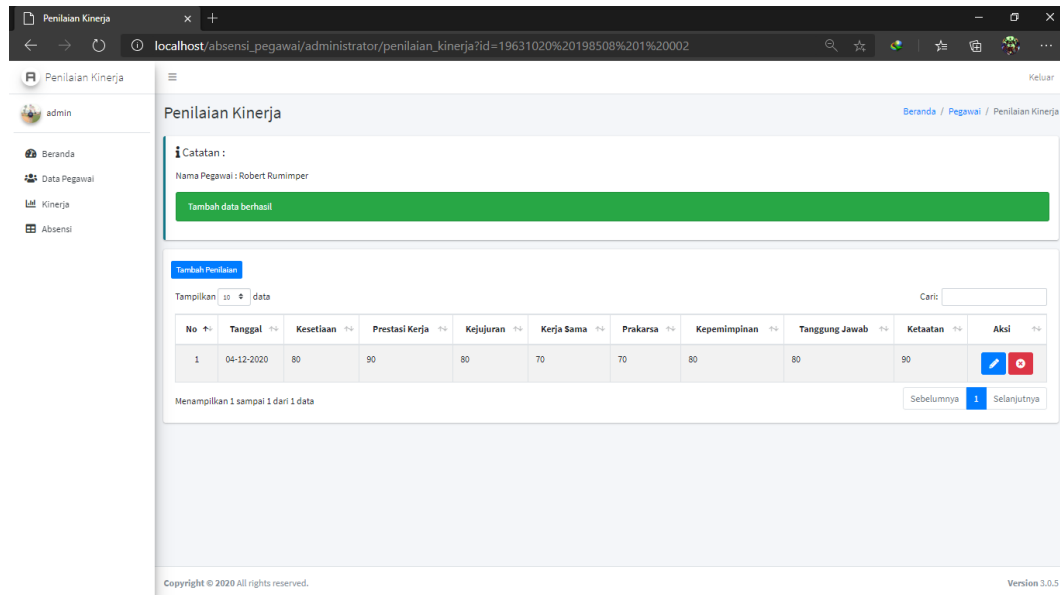 Penilaian Kinerja
localhost/absensi_pegawai/administrator/penilaian_kinerja?id=19631020%20198508%201%20002
Penilaian Kinerja
Keluar
admin
Beranda
Data Pegawai
Kinerja
Absensi
Penilaian Kinerja
Beranda / Pegawai / Penilaian Kinerja
Catatan :
Nama Pegawai : Robert Rumimper
Tambah data berhasil
Tambah Penilaian
Tampilkan 10 data
Cari:
No Tanggal Kesetiaan Prestasi Kerja Kejujuran Kerja Sama Prakarsa Kepemimpinan Tanggung Jawab Ketaatan Aksi
1 04-12-2020 80 90 80 70 70 80 80 90
Menampilkan 1 sampai 1 dari 1 data
Sebelumnya 1 Selanjutnya
Copyright © 2020 All rights reserved.
Version 3.0.5